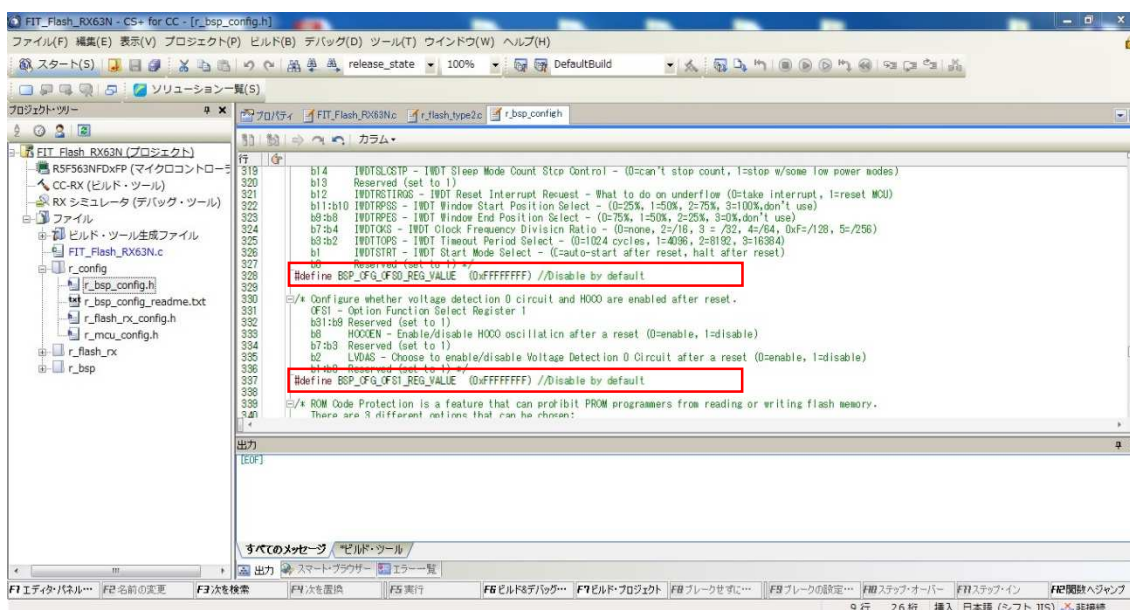 FIT_Flash_RX63N - CS+ for CC - [r_bsp_config.h]
ファイル(F) 編集(E) 表示(V) プロジェクト(P) ビルド(B) デバッグ(D) ツール(T) ウインドウ(W) ヘルプ(H)
スタート(S) release_state 100% DefaultBuild
ソリューション一覧(S)
プロジェクト・ツリー
プロパティ FIT_Flash_RX63N.c r_flash_type2.c r_bsp_config.h
カラム
行
FIT_Flash_RX63N (プロジェクト)
R5F563NFDxFP (マイクロコントローラ
CC-RX (ビルド・ツール)
RX シミュレータ (デバッグ・ツール)
ファイル
ビルド・ツール生成ファイル
FIT_Flash_RX63N.c
r_config
r_bsp_config.h
r_bsp_config_readme.txt
r_flash_rx_config.h
r_mcu_config.h
r_flash_rx
r_bsp
319 b14 IWDTSLCSTP - IWDT Sleep Mode Count Stop Control - (0=can't stop count, 1=stop w/some low power modes)
320 b13 Reserved (set to 1)
321 b12 IWDTRSTIRQS - IWDT Reset Interrupt Request - What to do on underflow (0=take interrupt, 1=reset MCU)
322 b11:b10 IWDTRPSS - IWDT Window Start Position Select - (0=25%, 1=50%, 2=75%, 3=100%,don't use)
323 b9:b8 IWDTRPES - IWDT Window End Position Select - (0=75%, 1=50%, 2=25%, 3=0%,don't use)
324 b7:b4 IWDTCKS - IWDT Clock Frequency Division Ratio - (0=none, 2=/16, 3 = /32, 4=/64, 0xF=/128, 5=/256)
325 b3:b2 IWDTTOPS - IWDT Timeout Period Select - (0=1024 cycles, 1=4096, 2=8192, 3=16384)
326 b1 IWDTSTRT - IWDT Start Mode Select - (0=auto-start after reset, halt after reset)
327 b0 Reserved (set to 1) */
328 #define BSP_CFG_OFS0_REG_VALUE (0xFFFFFFFF) //Disable by default
329
330 /* Configure whether voltage detection 0 circuit and HOCO are enabled after reset.
331 OFS1 - Option Function Select Register 1
332 b31:b9 Reserved (set to 1)
333 b8 HOCOEN - Enable/disable HOCO oscillation after a reset (0=enable, 1=disable)
334 b7:b3 Reserved (set to 1)
335 b2 LVDAS - Choose to enable/disable Voltage Detection 0 Circuit after a reset (0=enable, 1=disable)
336 b1:b0 Reserved (set to 1) */
337 #define BSP_CFG_OFS1_REG_VALUE (0xFFFFFFFF) //Disable by default
338
339 /* ROM Code Protection is a feature that can prohibit PROM programmers from reading or writing flash memory.
340 There are 3 different options that can be chosen:
出力
[EOF]
すべてのメッセージ *ビルド・ツール
出力 スマート・ブラウザー エラー一覧
F1 エディタ・パネル… F2 名前の変更 F3 次を検索 F4 次を置換 F5 実行 F6 ビルド&デバッグ… F7 ビルド・プロジェクト F8 ブレークせずに… F9 ブレークの設定… F10 ステップ・オーバー F11 ステップ・イン F12 関数へジャンプ
9 行 26 桁 挿入 日本語 (シフト JIS) 非接続